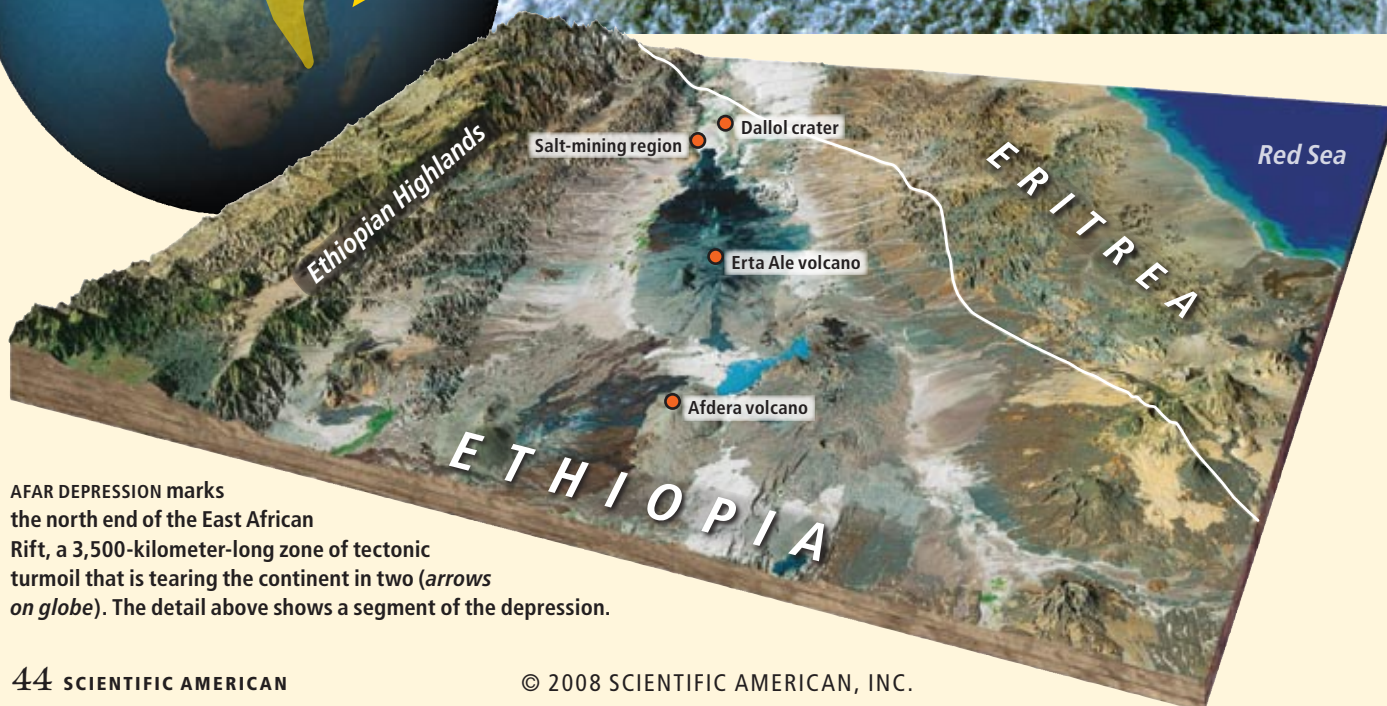 Dallol crater
Salt-mining region
Ethiopian Highlands
Red Sea
ERITREA
Erta Ale volcano
Afdera volcano
ETHIOPIA
AFAR DEPRESSION marks
the north end of the East African
Rift, a 3,500-kilometer-long zone of tectonic
turmoil that is tearing the continent in two (arrows
on globe). The detail above shows a segment of the depression.
44 SCIENTIFIC AMERICAN
© 2008 SCIENTIFIC AMERICAN, INC.